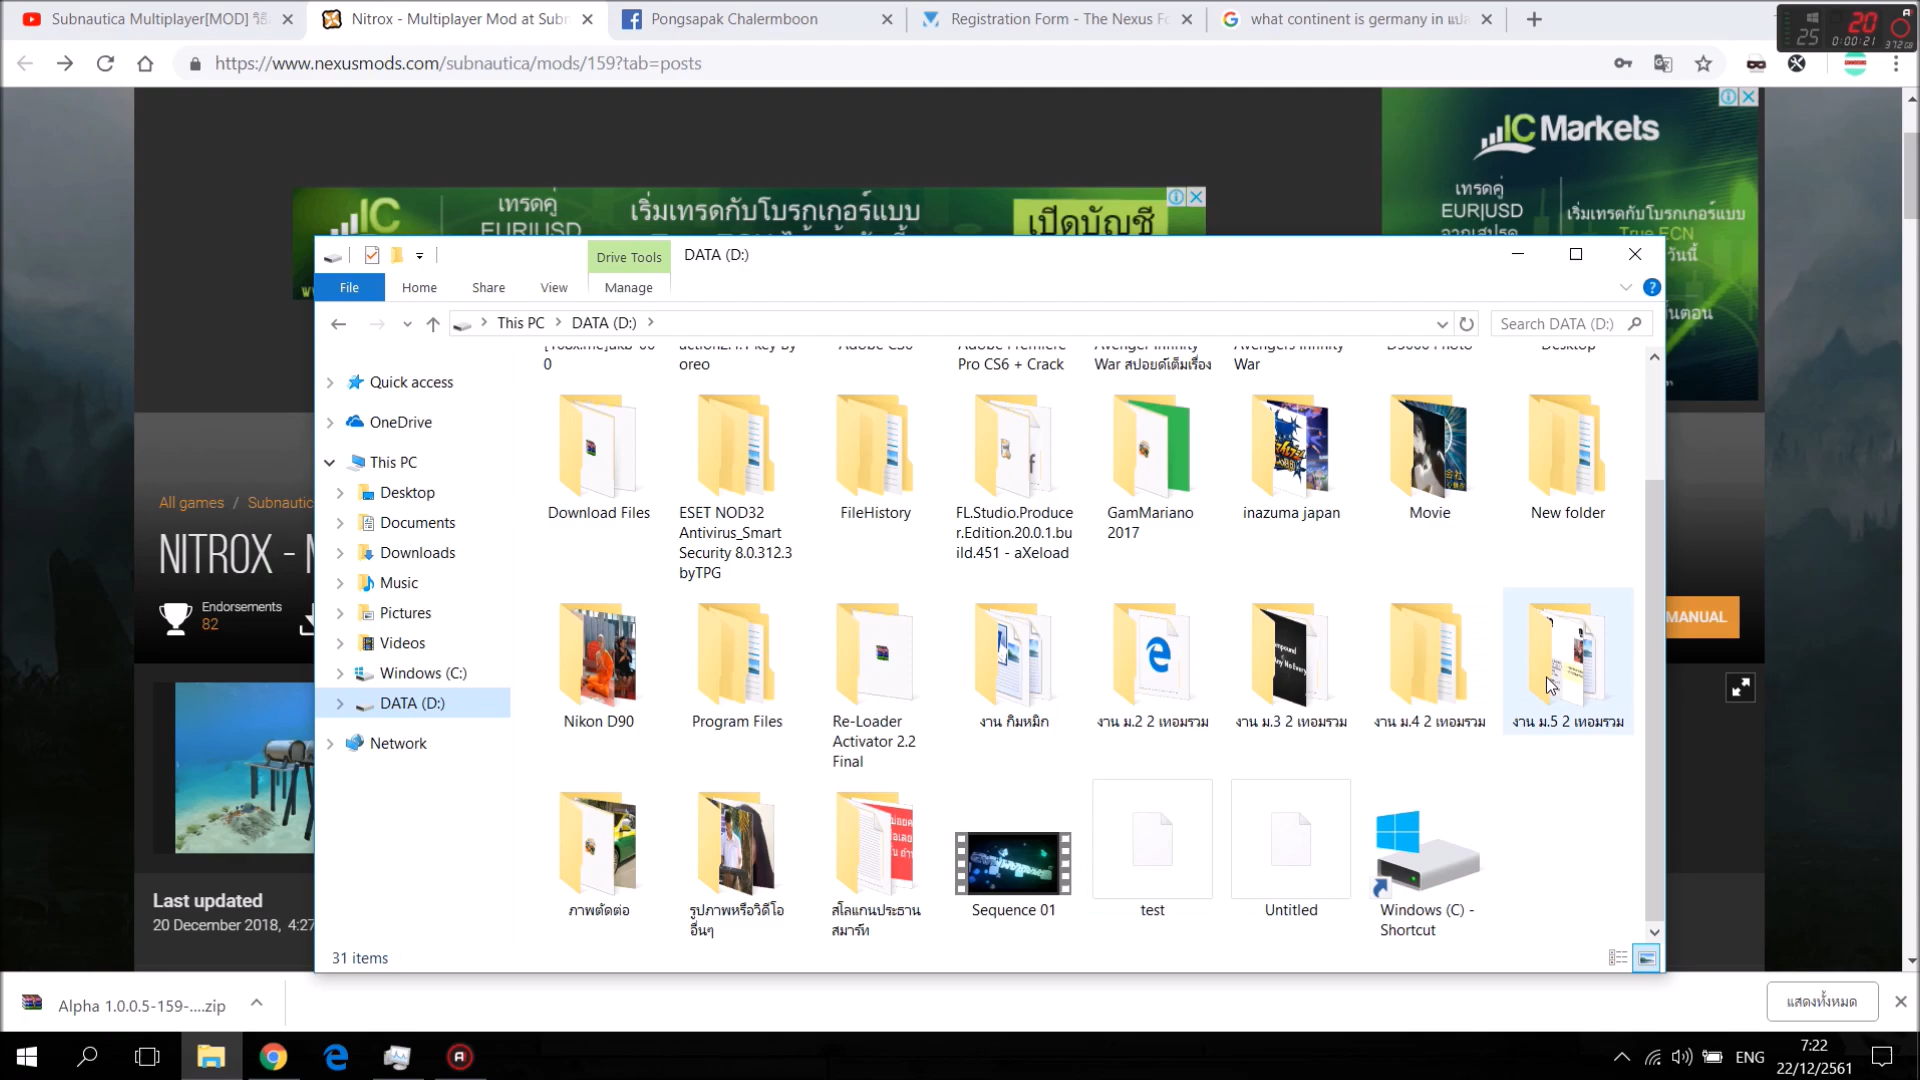 Subnautica Multiplayer[MOD] วิธี
Nitrox - Multiplayer Mod at Subn
Pongsapak Chalermboon
Registration Form - The Nexus Fo
what continent is germany in แปล
20
25
0:00:21
372GB
https://www.nexusmods.com/subnautica/mods/159?tab=posts
IC Markets
เทรดคู่
EUR|USD
เริ่มเทรดกับโบรกเกอร์แบบ
True ECN
วันนี้
IC
เทรดคู่
EUR|USD
เริ่มเทรดกับโบรกเกอร์แบบ
เปิดบัญชี
Drive Tools
DATA (D:)
File
Home
Share
View
Manage
This PC
DATA (D:)
Search DATA (D:)
0
oreo
Adobe CS6
Adobe Premiere
Pro CS6 + Crack
Avenger Infinity
War สปอยด์เต็มเรื่อง
Avengers Infinity
War
Desktop
Quick access
OneDrive
This PC
Desktop
Documents
Downloads
Music
Pictures
Videos
Windows (C:)
DATA (D:)
Network
Download Files
ESET NOD32
Antivirus_Smart
Security 8.0.312.3
byTPG
FileHistory
FL.Studio.Produce
r.Edition.20.0.1.bu
ild.451 - aXeload
GamMariano
2017
inazuma japan
Movie
New folder
Nikon D90
Program Files
Re-Loader
Activator 2.2
Final
งาน กิมหมิก
งาน ม.2 2 เทอมรวม
งาน ม.3 2 เทอมรวม
งาน ม.4 2 เทอมรวม
งาน ม.5 2 เทอมรวม
ภาพตัดต่อ
รูปภาพหรือวิดีโอ
อื่นๆ
สโลแกนประธาน
สมาร์ท
Sequence 01
test
Untitled
Windows (C) -
Shortcut
31 items
All games / Subnautic
NITROX -
Endorsements
82
MANUAL
Last updated
20 December 2018, 4:27
Alpha 1.0.0.5-159-....zip
แสดงทั้งหมด
ENG
7:22
22/12/2561